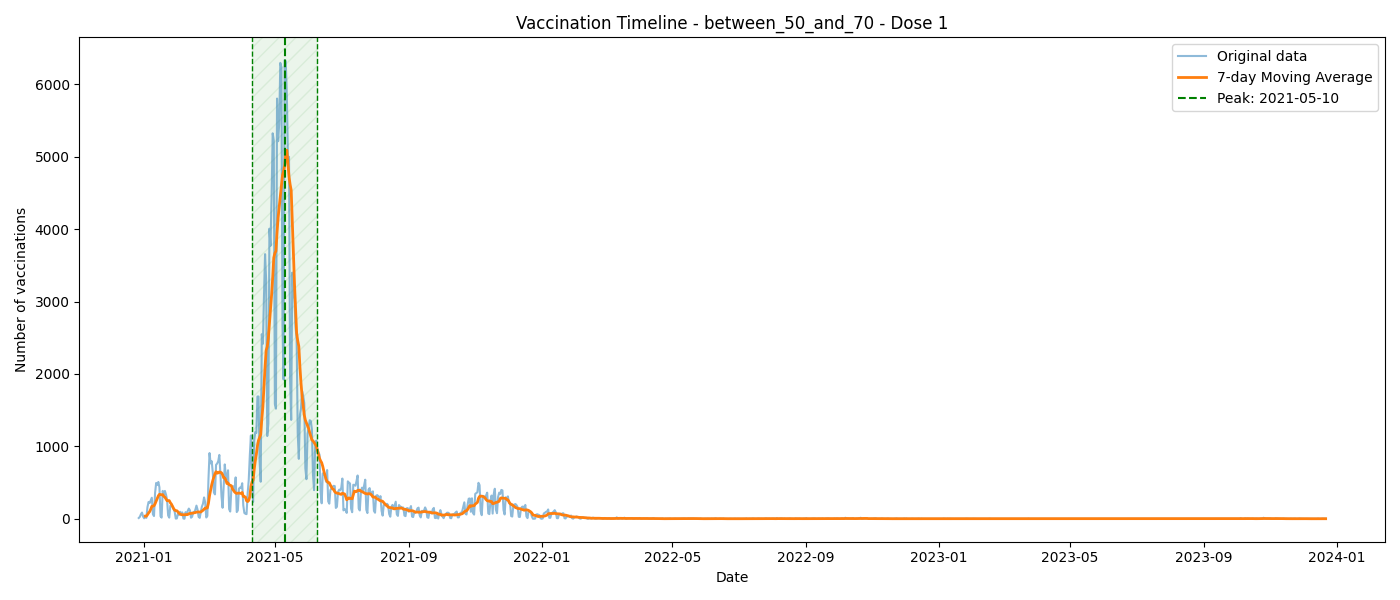 Vaccination Timeline - between_50_and_70 - Dose 1
Original data
7-day Moving Average
Peak: 2021-05-10
Number of vaccinations
6000
5000
4000
3000
2000
1000
0
2021-01 2021-05 2021-09 2022-01 2022-05 2022-09 2023-01 2023-05 2023-09 2024-01
Date